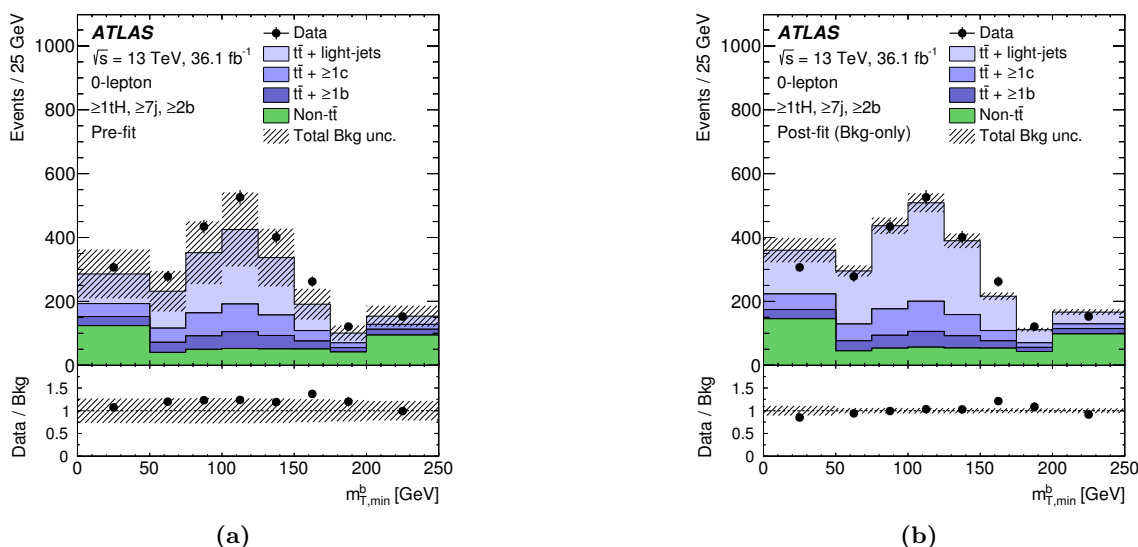 Events / 25 GeV
1000
800
600
400
200
0
ATLAS
√s = 13 TeV, 36.1 fb⁻¹
0-lepton
≥1tH, ≥7j, ≥2b
Pre-fit
Data
tt̄ + light-jets
tt̄ + ≥1c
tt̄ + ≥1b
Non-tt̄
Total Bkg unc.
Data / Bkg
1.5
1
0.5
0
0 50 100 150 200 250
m^b_T,min [GeV]
(a)
Events / 25 GeV
1000
800
600
400
200
0
ATLAS
√s = 13 TeV, 36.1 fb⁻¹
0-lepton
≥1tH, ≥7j, ≥2b
Post-fit (Bkg-only)
Data
tt̄ + light-jets
tt̄ + ≥1c
tt̄ + ≥1b
Non-tt̄
Total Bkg unc.
Data / Bkg
1.5
1
0.5
0
0 50 100 150 200 250
m^b_T,min [GeV]
(b)